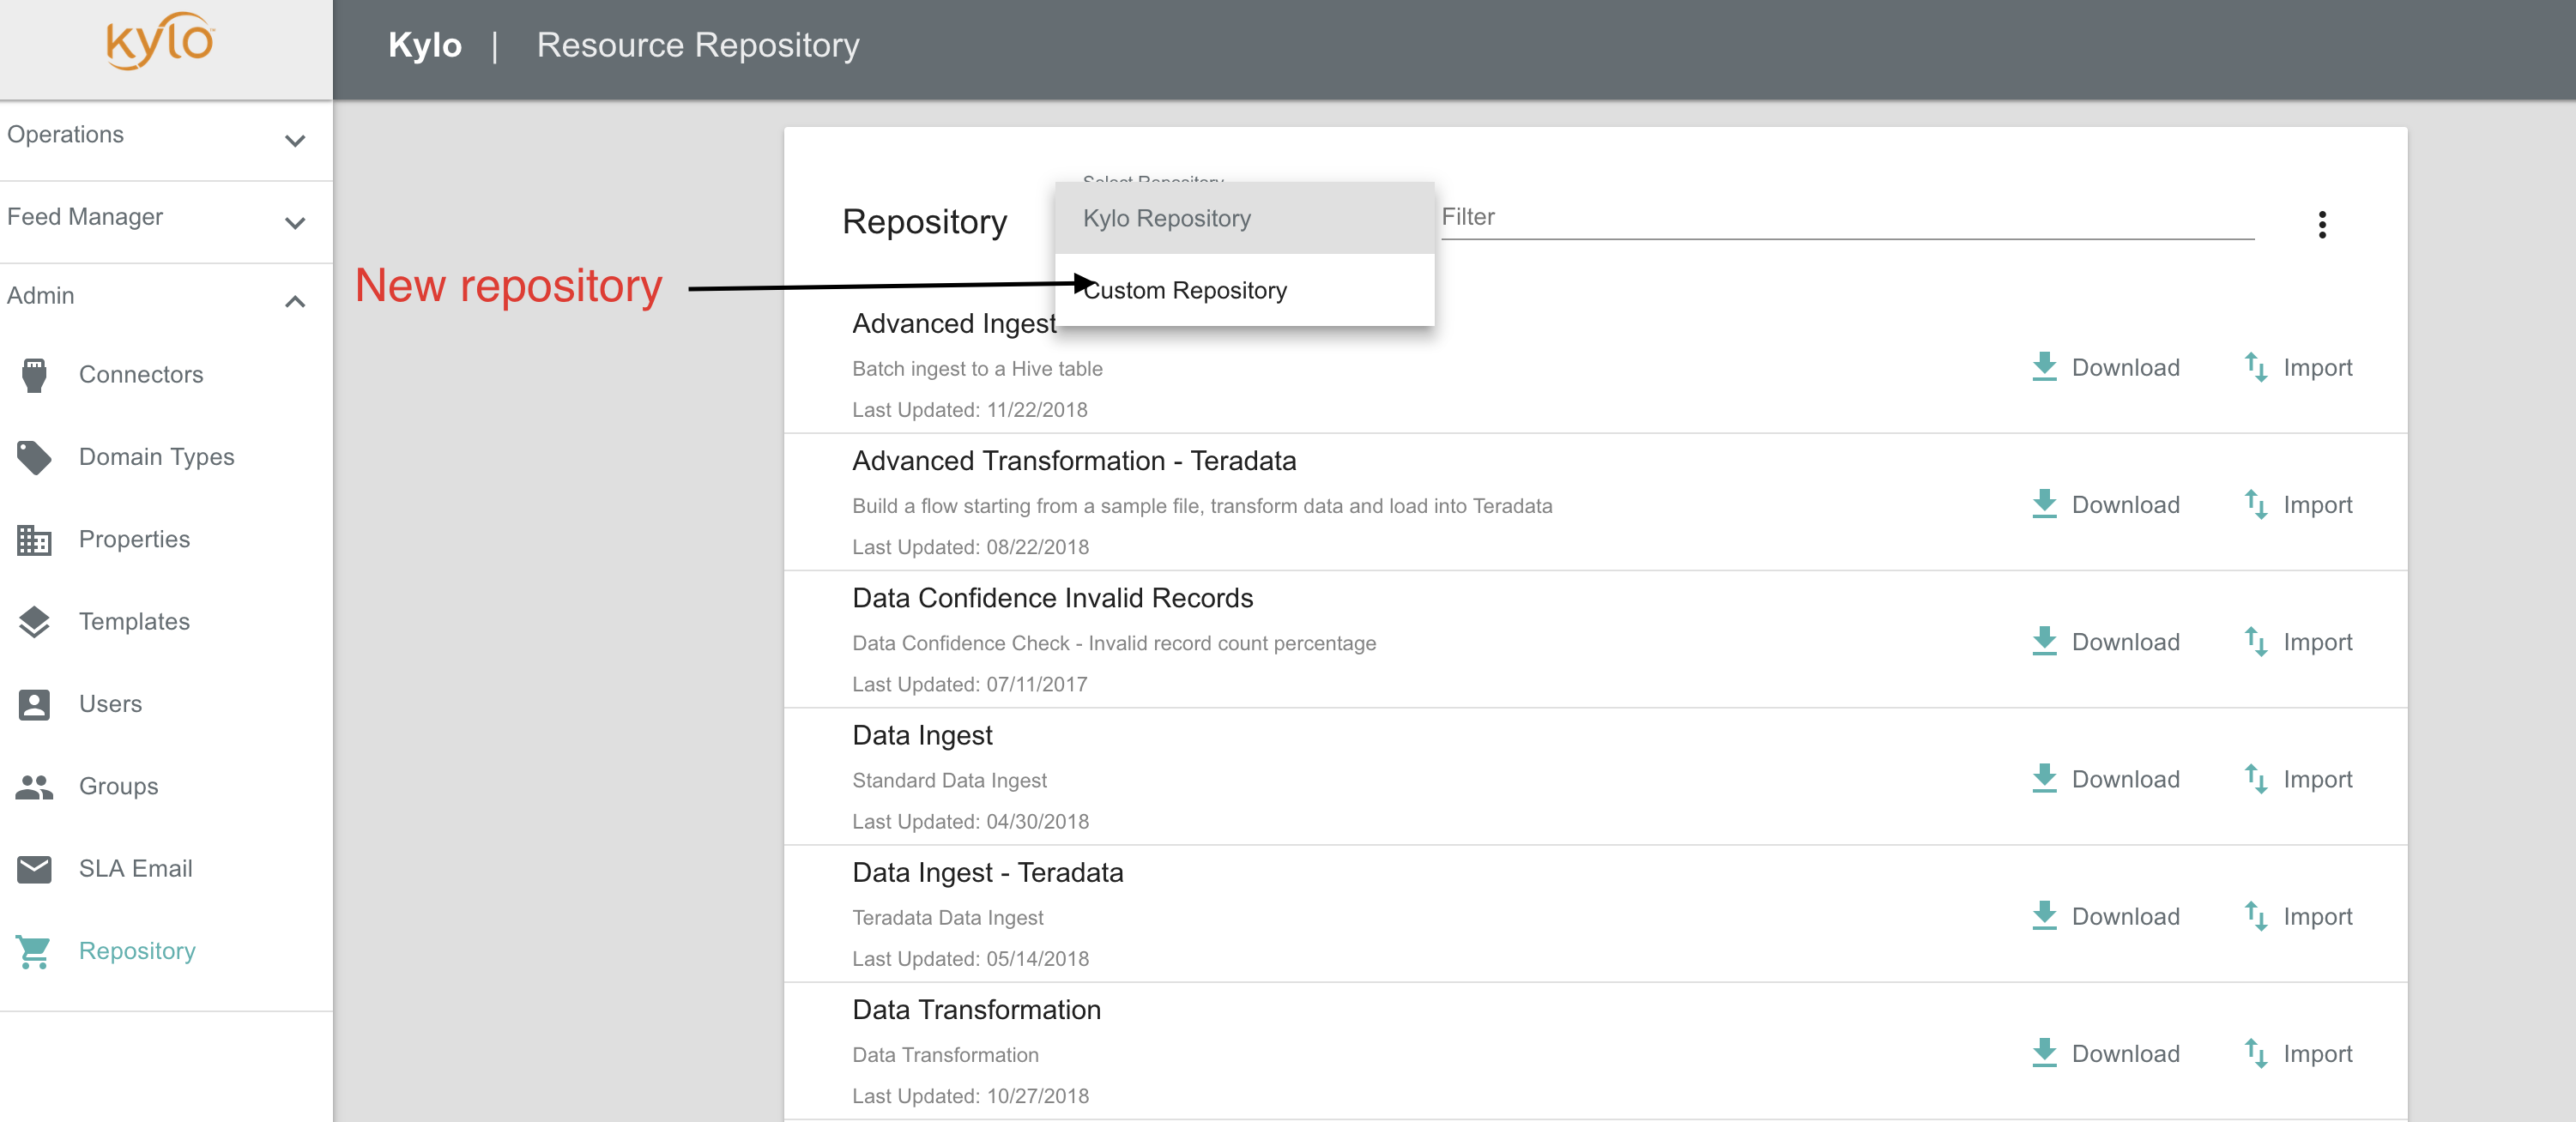 kylo
Kylo | Resource Repository
Operations
Feed Manager
Admin
Connectors
Domain Types
Properties
Templates
Users
Groups
SLA Email
Repository
New repository
Repository
Select Repository
Kylo Repository
Custom Repository
Filter
Advanced Ingest
Batch ingest to a Hive table
Last Updated: 11/22/2018
Download Import
Advanced Transformation - Teradata
Build a flow starting from a sample file, transform data and load into Teradata
Last Updated: 08/22/2018
Download Import
Data Confidence Invalid Records
Data Confidence Check - Invalid record count percentage
Last Updated: 07/11/2017
Download Import
Data Ingest
Standard Data Ingest
Last Updated: 04/30/2018
Download Import
Data Ingest - Teradata
Teradata Data Ingest
Last Updated: 05/14/2018
Download Import
Data Transformation
Data Transformation
Last Updated: 10/27/2018
Download Import